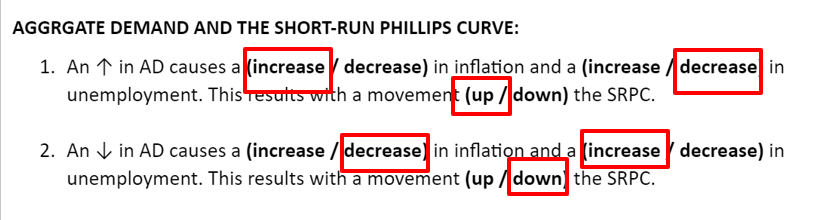 AGGRGATE DEMAND AND THE SHORT-RUN PHILLIPS CURVE:
1. An ↑ in AD causes a (increase / decrease) in inflation and a (increase / decrease) in
unemployment. This results with a movement (up / down) the SRPC.
2. An ↓ in AD causes a (increase / decrease) in inflation and a (increase / decrease) in
unemployment. This results with a movement (up / down) the SRPC.